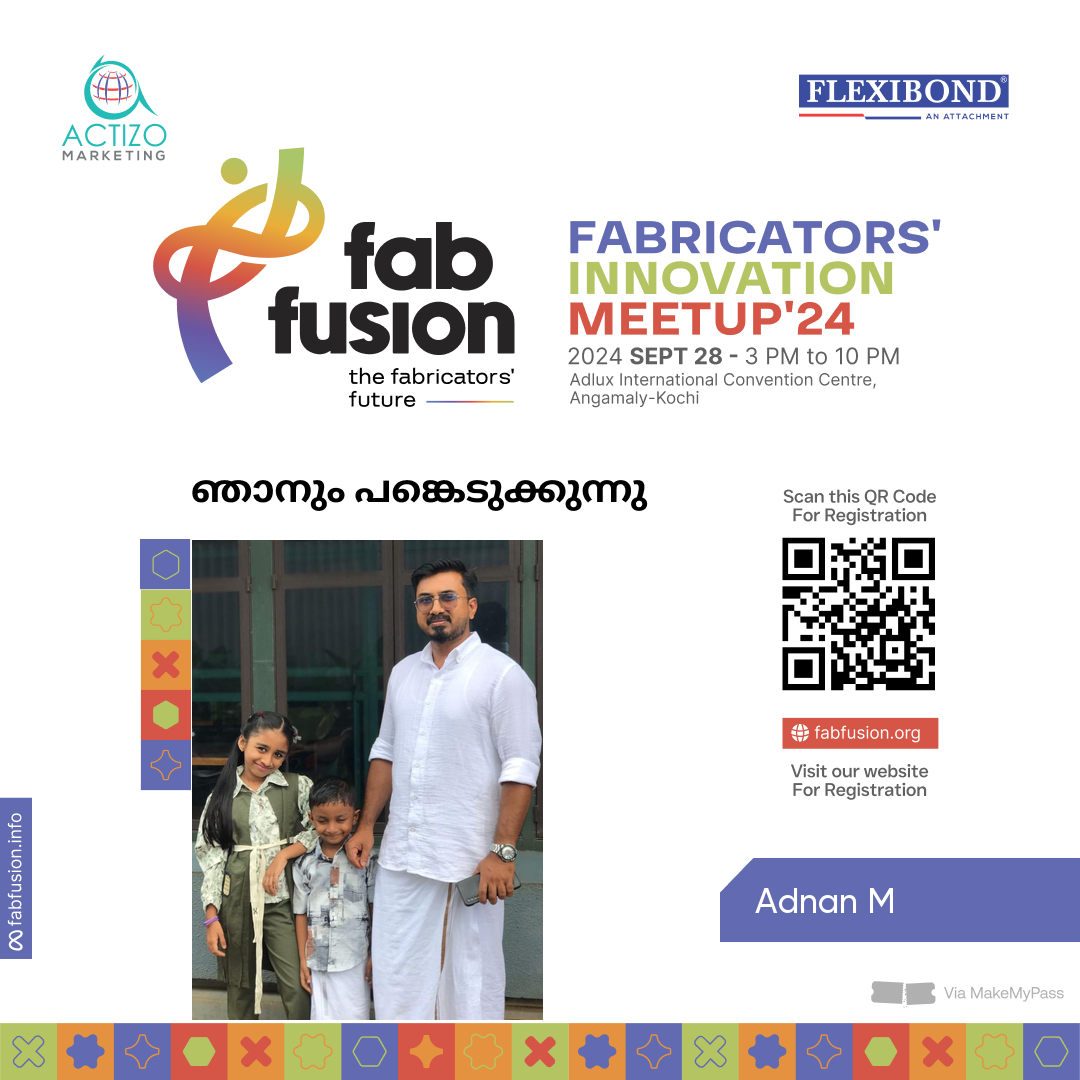 ACTIZO
MARKETING
FLEXIBOND®
AN ATTACHMENT
fab
fusion
the fabricators'
future
FABRICATORS'
INNOVATION
MEETUP'24
2024 SEPT 28 - 3 PM to 10 PM
Adlux International Convention Centre,
Angamaly-Kochi
ഞാനും പങ്കെടുക്കുന്നു
Scan this QR Code
For Registration
fabfusion.org
Visit our website
For Registration
fabfusion.info
Adnan M
Via MakeMyPass